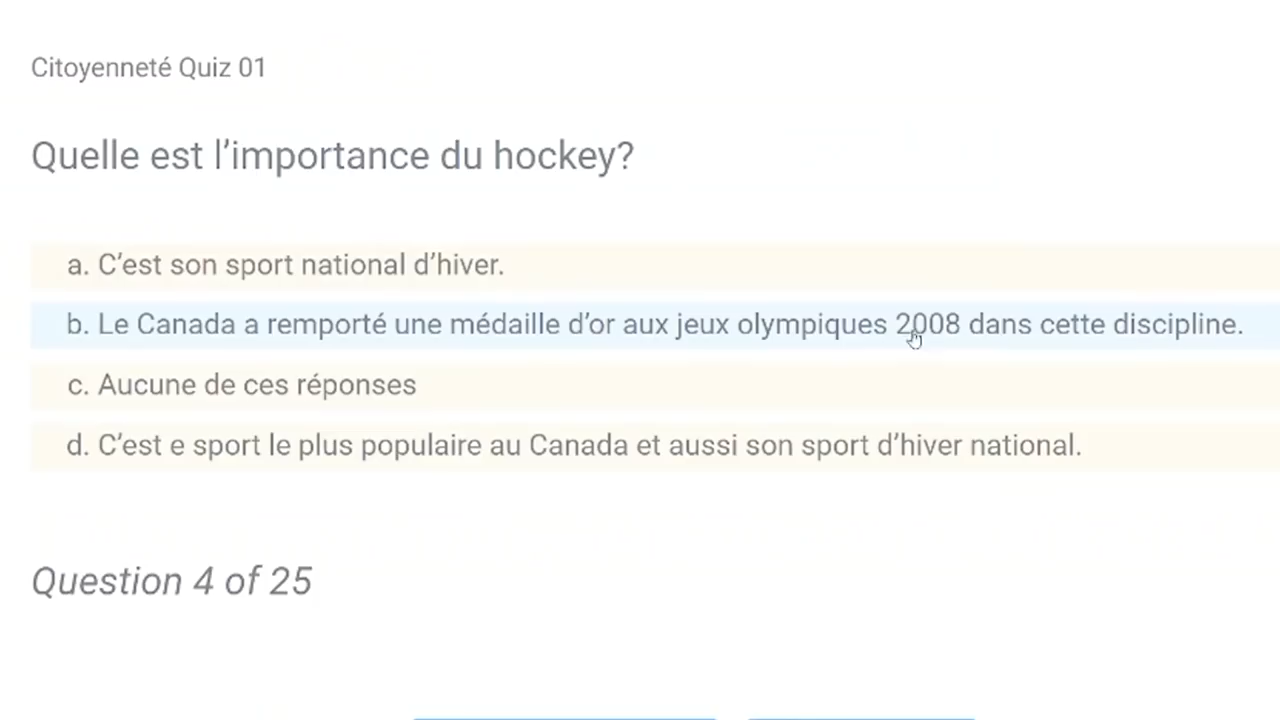 Citoyenneté Quiz 01
Quelle est l’importance du hockey?
a. C’est son sport national d’hiver.
b. Le Canada a remporté une médaille d’or aux jeux olympiques 2008 dans cette discipline.
c. Aucune de ces réponses
d. C’est e sport le plus populaire au Canada et aussi son sport d’hiver national.
Question 4 of 25